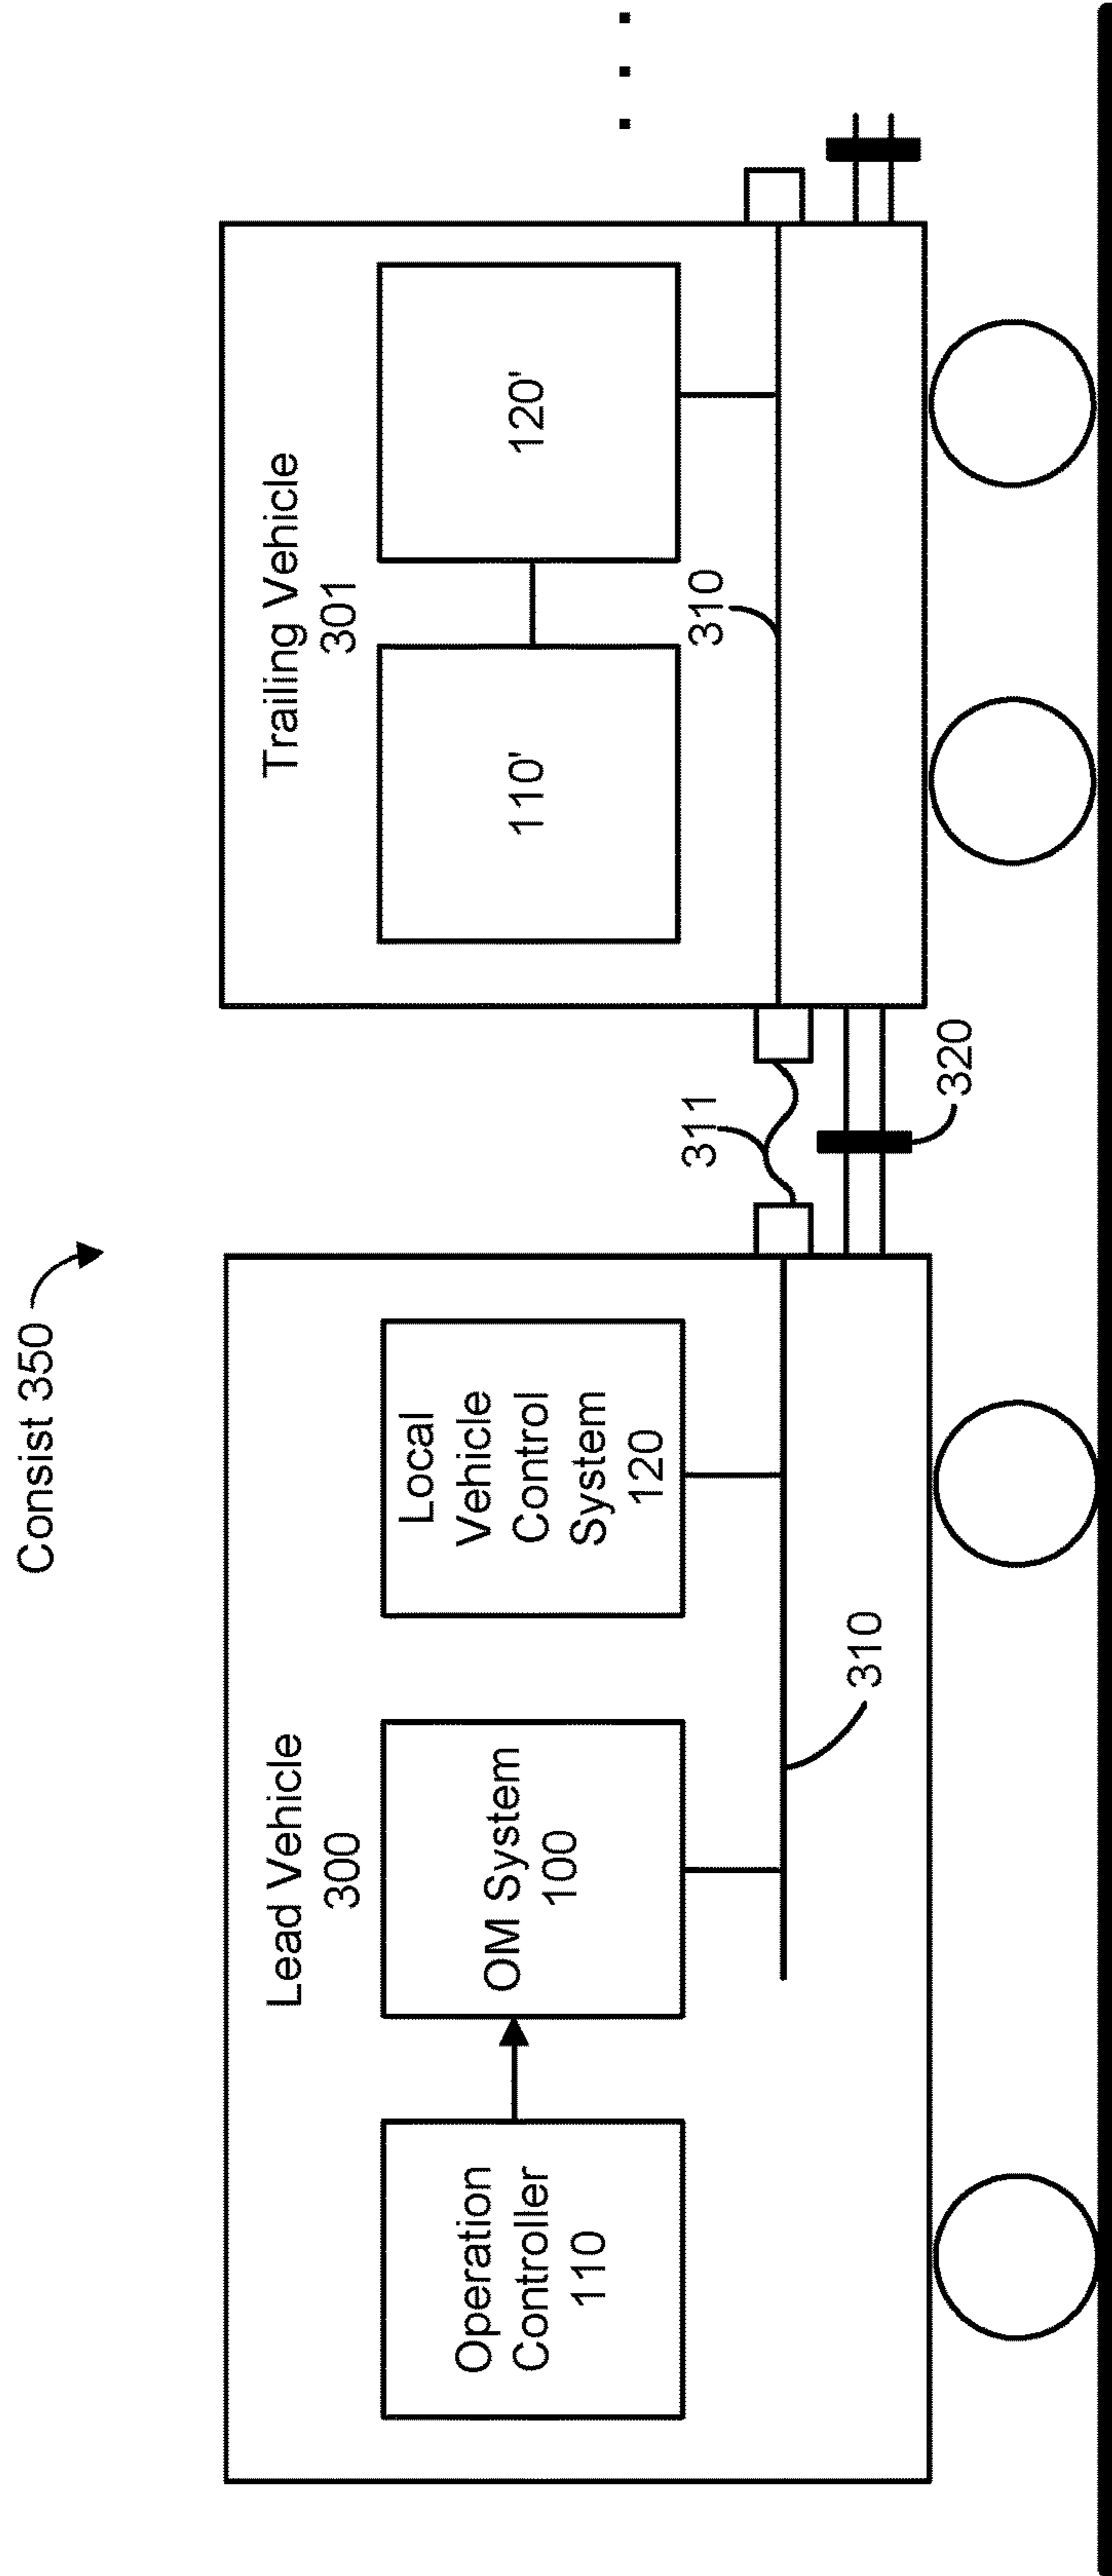 Consist 350
Lead Vehicle
300
Operation
Controller
110
OM System
100
Local
Vehicle
Control
System
120
310
311
320
Trailing Vehicle
301
110'
120'
310